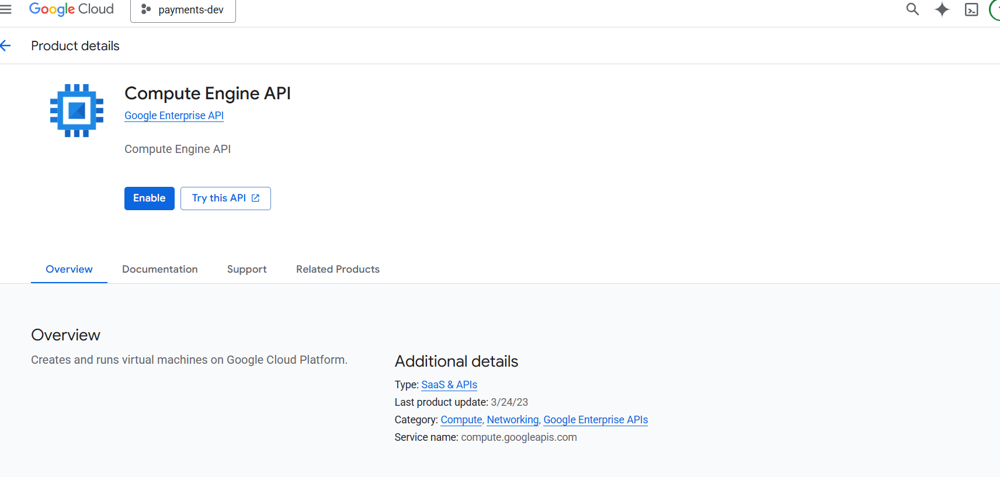 Google Cloud
payments-dev
Product details
Compute Engine API
Google Enterprise API
Compute Engine API
Enable
Try this API
Overview
Documentation
Support
Related Products
Overview
Creates and runs virtual machines on Google Cloud Platform.
Additional details
Type: SaaS & APIs
Last product update: 3/24/23
Category: Compute, Networking, Google Enterprise APIs
Service name: compute.googleapis.com